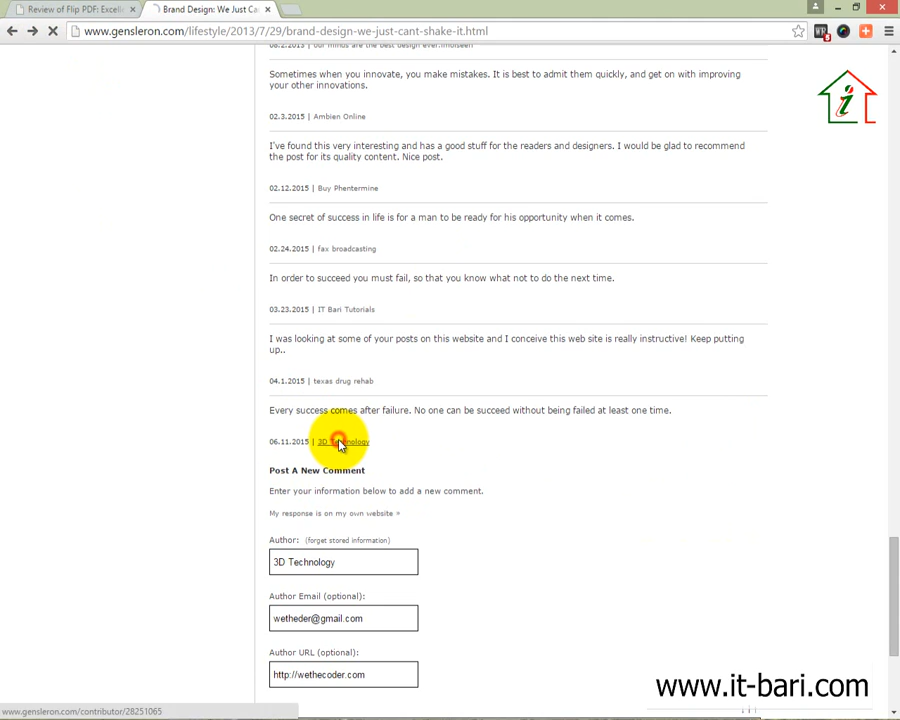 Review of Flip PDF: Excelle
Brand Design: We Just Ca
www.gensleron.com/lifestyle/2013/7/29/brand-design-we-just-cant-shake-it.html
Sometimes when you innovate, you make mistakes. It is best to admit them quickly, and get on with improving
your other innovations.
02.3.2015 | Ambien Online
I've found this very interesting and has a good stuff for the readers and designers. I would be glad to recommend
the post for its quality content. Nice post.
02.12.2015 | Buy Phentermine
One secret of success in life is for a man to be ready for his opportunity when it comes.
02.24.2015 | fax broadcasting
In order to succeed you must fail, so that you know what not to do the next time.
03.23.2015 | IT Bari Tutorials
I was looking at some of your posts on this website and I conceive this web site is really instructive! Keep putting
up..
04.1.2015 | texas drug rehab
Every success comes after failure. No one can be succeed without being failed at least one time.
06.11.2015 | 3D Technology
Post A New Comment
Enter your information below to add a new comment.
My response is on my own website »
Author: (forget stored information)
3D Technology
Author Email (optional):
wetheder@gmail.com
Author URL (optional):
http://wethecoder.com
www.it-bari.com
www.gensleron.com/contributor/28251065